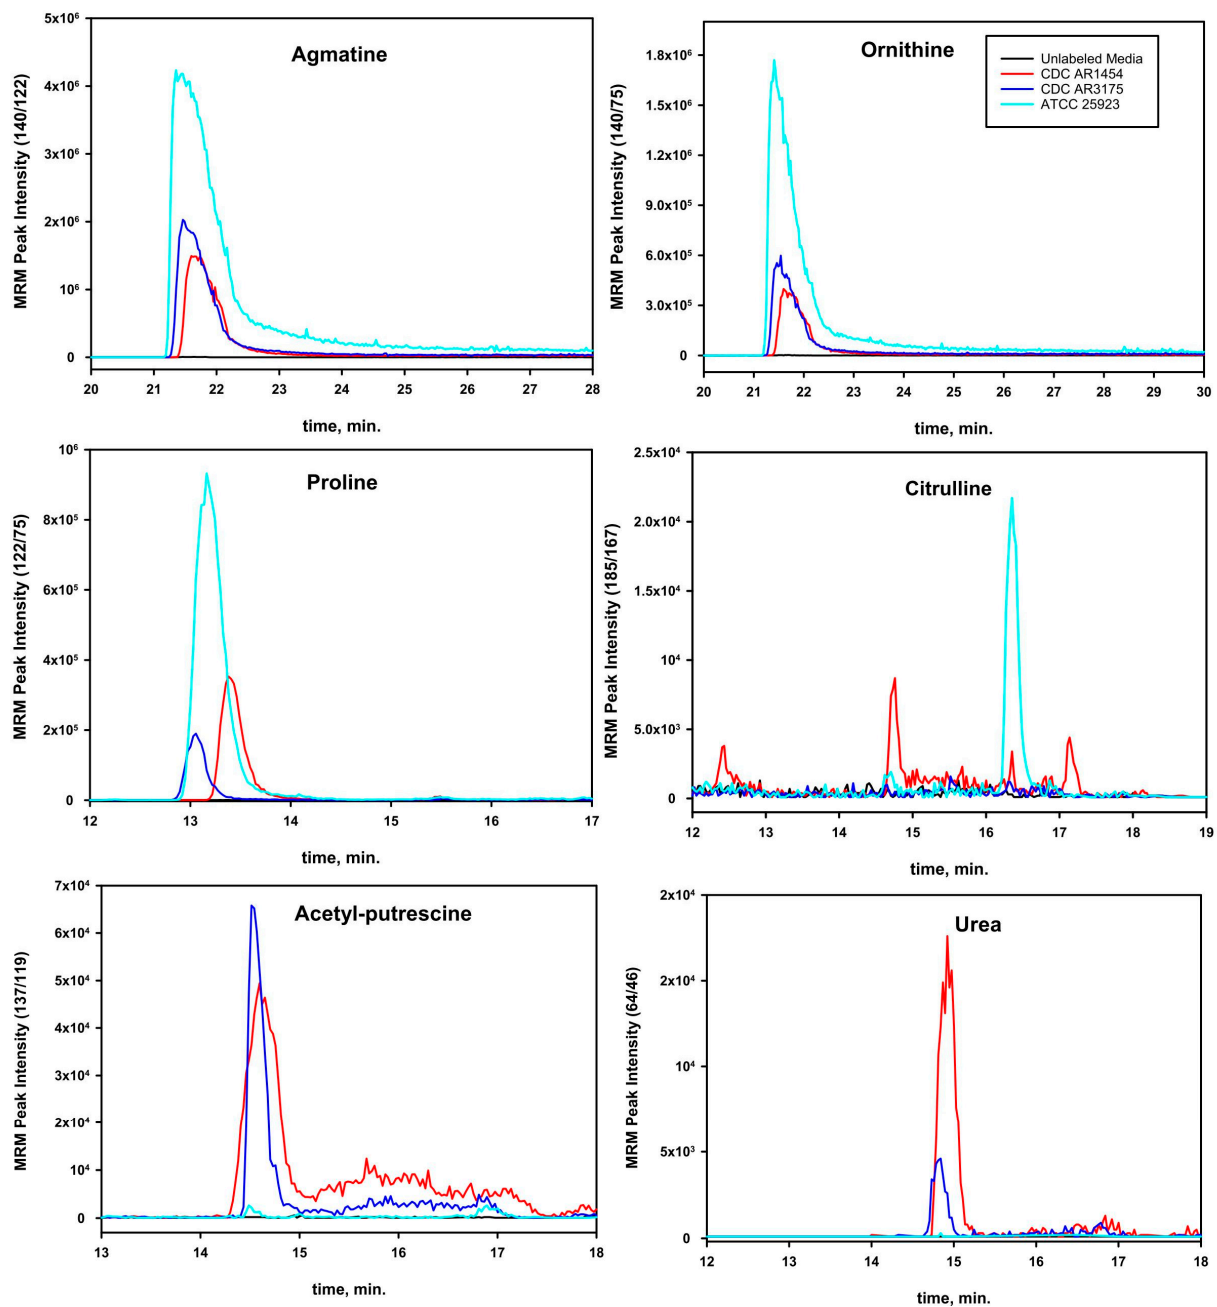 Agmatine
MRM Peak Intensity (140/122)
5x10⁶
4x10⁶
3x10⁶
2x10⁶
10⁶
0
20 21 22 23 24 25 26 27 28
time, min.
Ornithine
Unlabeled Media
CDC AR1454
CDC AR3175
ATCC 25923
MRM Peak Intensity (140/75)
1.8x10⁶
1.5x10⁶
1.2x10⁶
9.0x10⁵
6.0x10⁵
3.0x10⁵
0
20 21 22 23 24 25 26 27 28 29 30
time, min.
Proline
MRM Peak Intensity (122/75)
10⁶
8x10⁵
6x10⁵
4x10⁵
2x10⁵
0
12 13 14 15 16 17
time, min.
Citrulline
MRM Peak Intensity (185/167)
2.5x10⁴
2.0x10⁴
1.5x10⁴
10⁴
5.0x10³
0
12 13 14 15 16 17 18 19
time, min.
Acetyl-putrescine
MRM Peak Intensity (137/119)
7x10⁴
6x10⁴
5x10⁴
4x10⁴
3x10⁴
2x10⁴
10⁴
0
13 14 15 16 17 18
time, min.
Urea
MRM Peak Intensity (64/46)
2x10⁴
2x10⁴
10⁴
5x10³
0
12 13 14 15 16 17 18
time, min.